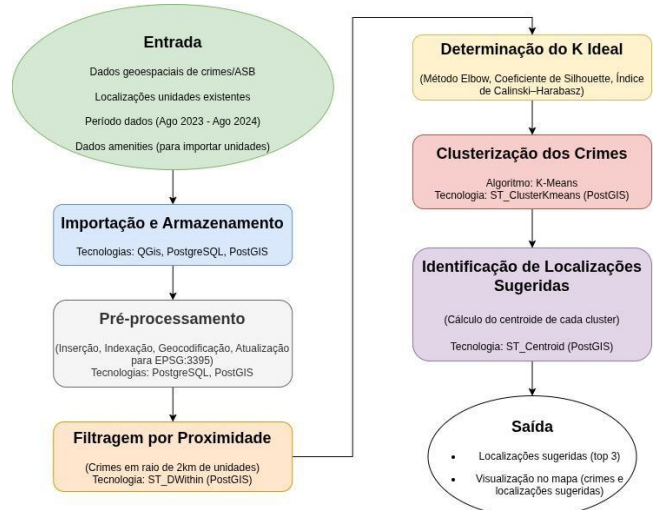 Entrada
Dados geoespaciais de crimes/ASB
Localizações unidades existentes
Período dados (Ago 2023 - Ago 2024)
Dados amenities (para importar unidades)
Importação e Armazenamento
Tecnologias: QGis, PostgreSQL, PostGIS
Pré-processamento
(Inserção, Indexação, Geocodificação, Atualização
para EPSG:3395)
Tecnologias: PostgreSQL, PostGIS
Filtragem por Proximidade
(Crimes em raio de 2km de unidades)
Tecnologia: ST_DWithin (PostGIS)
Determinação do K Ideal
(Método Elbow, Coeficiente de Silhouette, Índice
de Calinski–Harabasz)
Clusterização dos Crimes
Algoritmo: K-Means
Tecnologia: ST_ClusterKmeans (PostGIS)
Identificação de Localizações
Sugeridas
(Cálculo do centroide de cada cluster)
Tecnologia: ST_Centroid (PostGIS)
Saída
• Localizações sugeridas (top 3)
• Visualização no mapa (crimes e
localizações sugeridas)